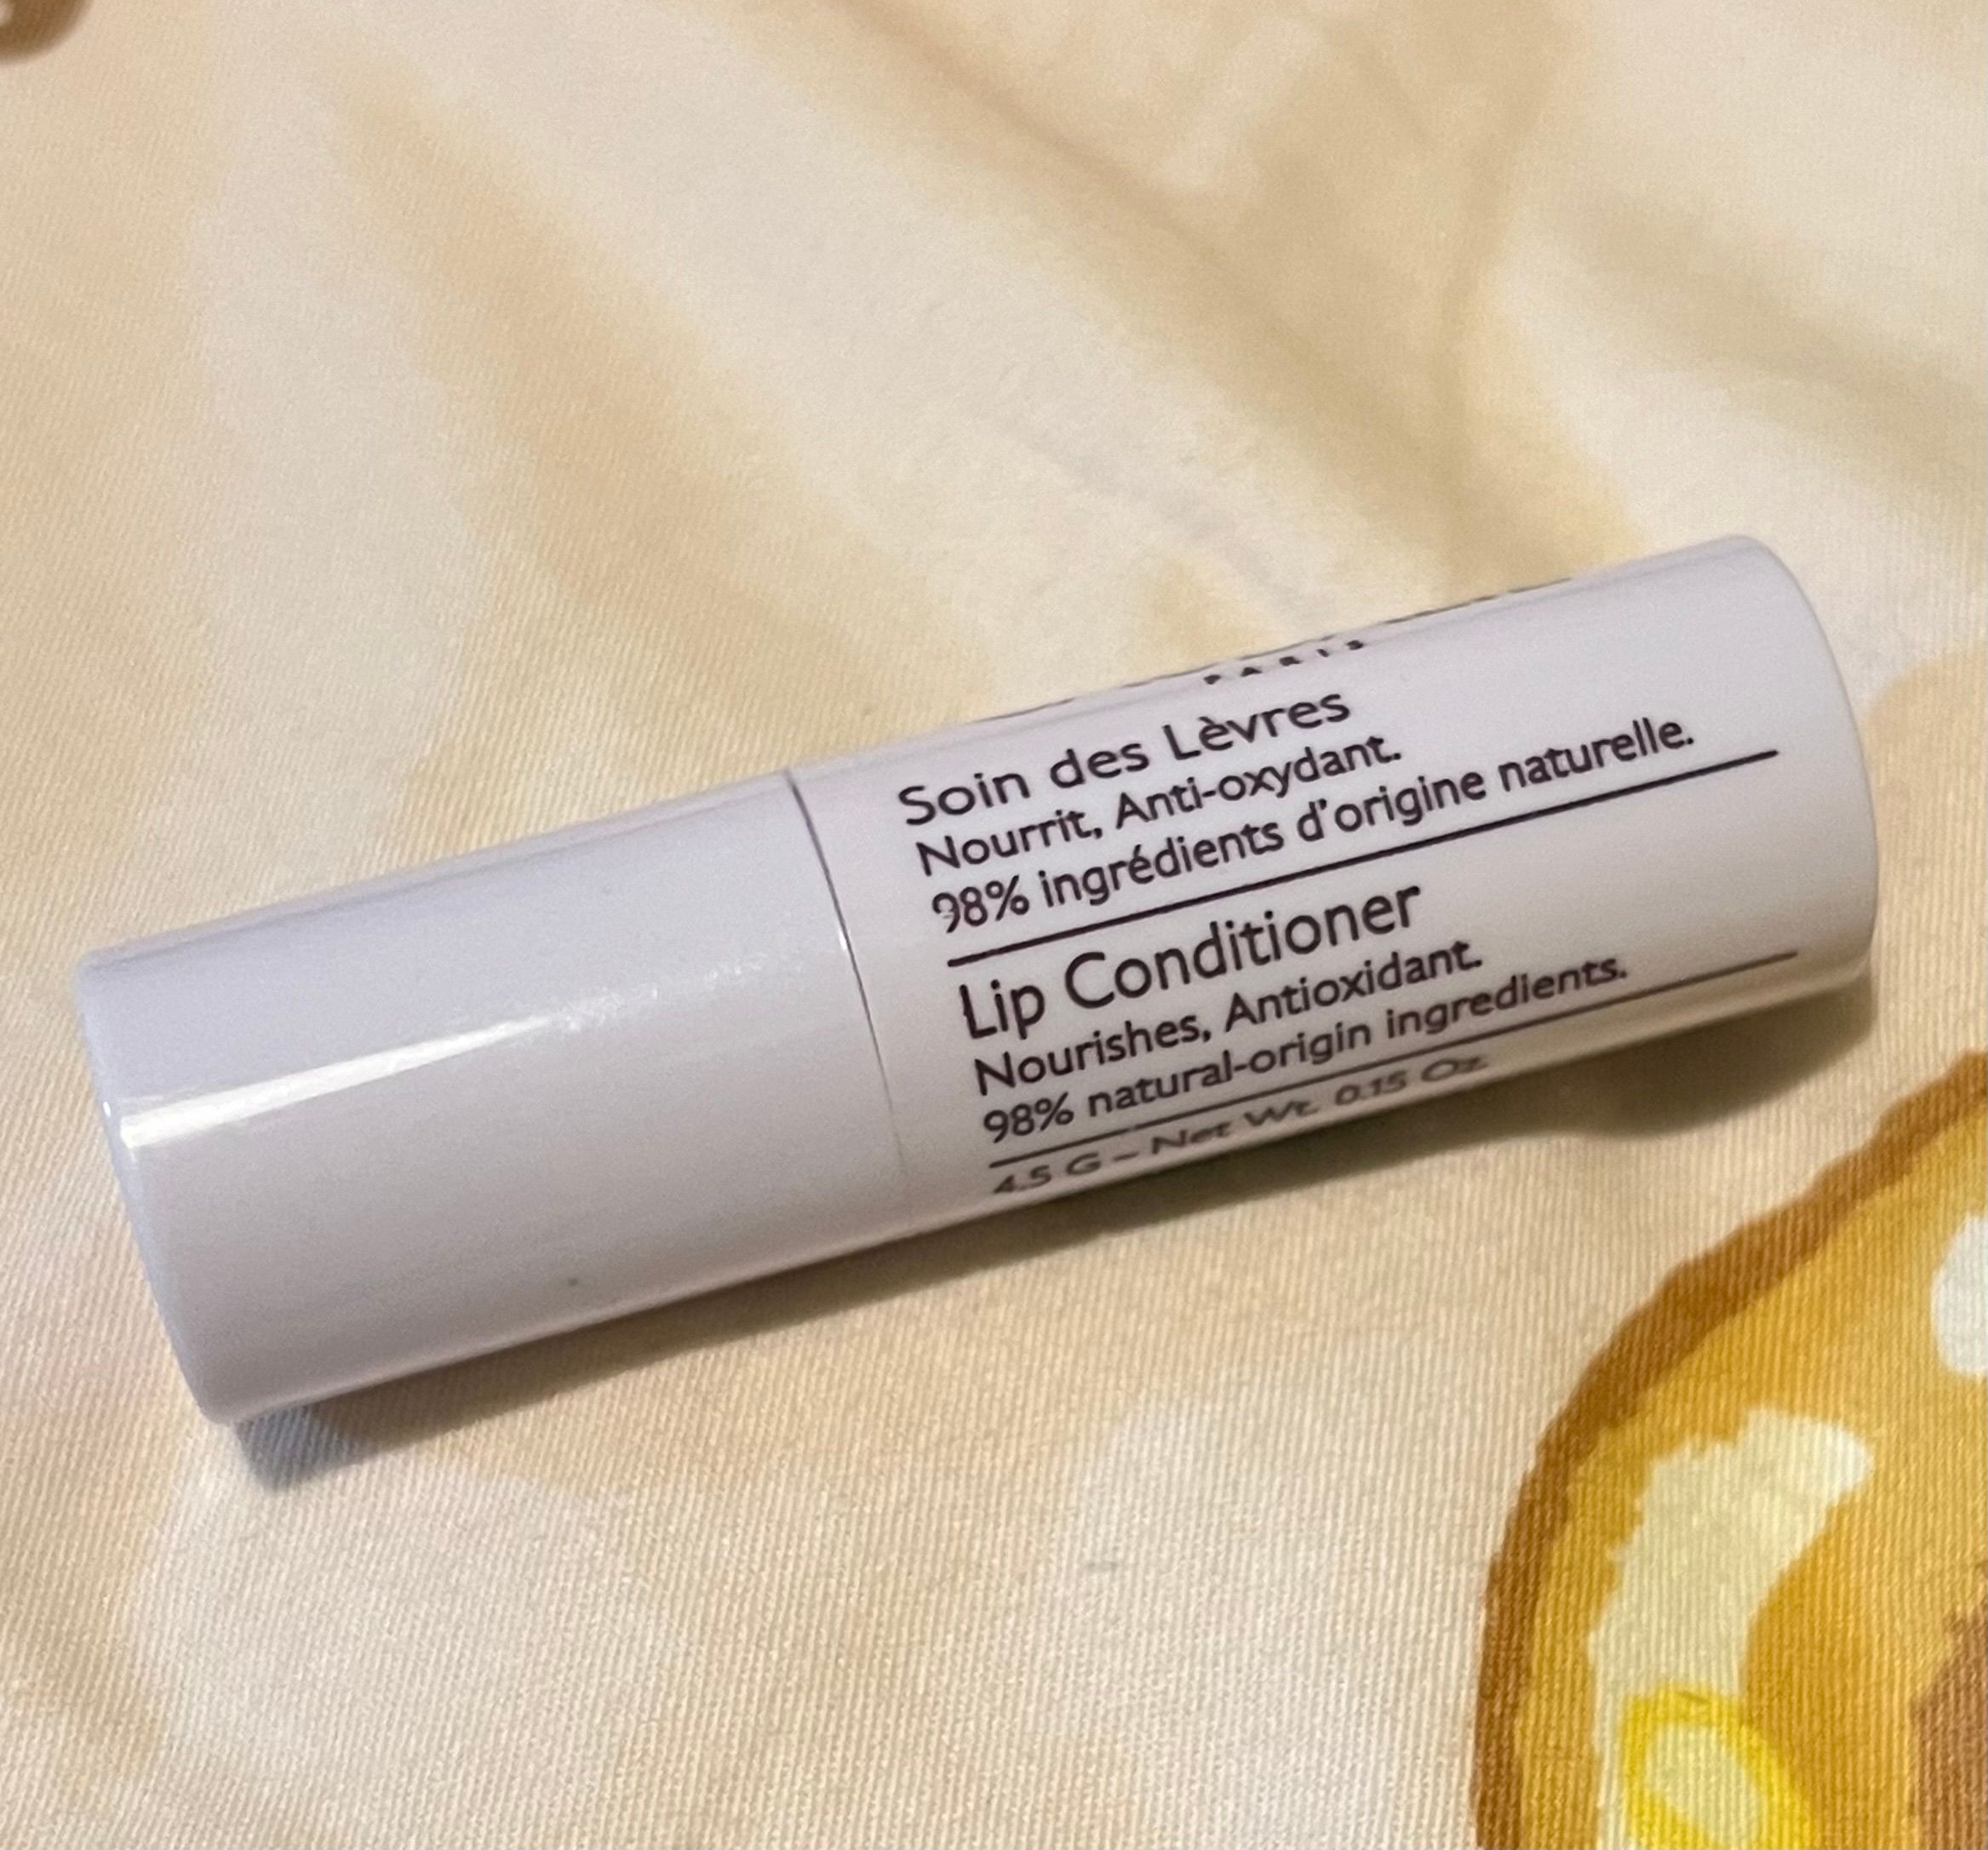 PARIS
Soin des Lèvres
Nourrit, Anti-oxydant.
98% ingrédients d'origine naturelle.
Lip Conditioner
Nourishes, Antioxidant.
98% natural-origin ingredients.
4.5 G – Net Wt. 0.15 Oz